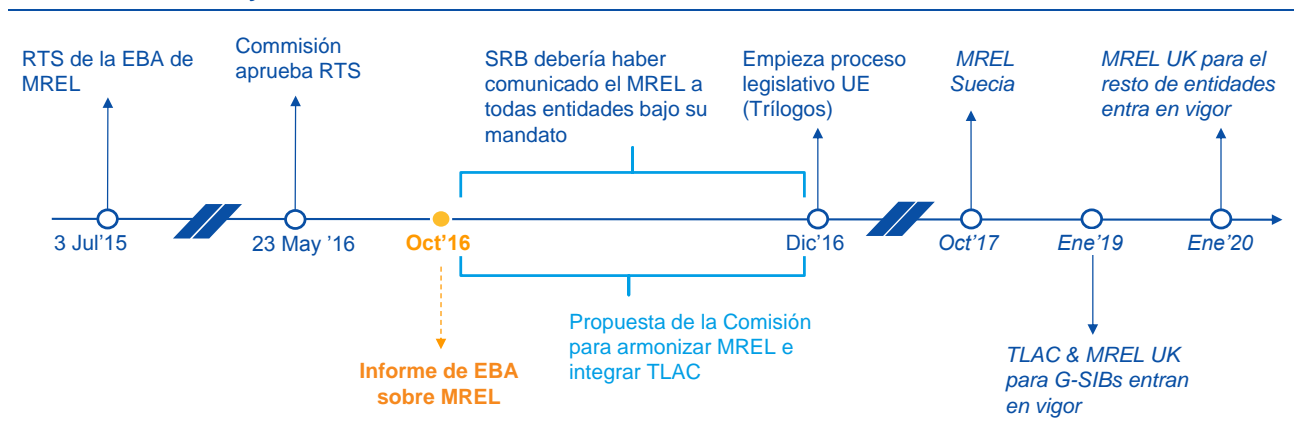 RTS de la EBA de
MREL
Commisión
aprueba RTS
SRB debería haber
comunicado el MREL a
todas entidades bajo su
mandato
Empieza proceso
legislativo UE
(Trílogos)
MREL
Suecia
MREL UK para el
resto de entidades
entra en vigor
3 Jul’15
23 May ’16
Oct’16
Dic’16
Oct’17
Ene’19
Ene’20
Informe de EBA
sobre MREL
Propuesta de la Comisión
para armonizar MREL e
integrar TLAC
TLAC & MREL UK
para G-SIBs entran
en vigor